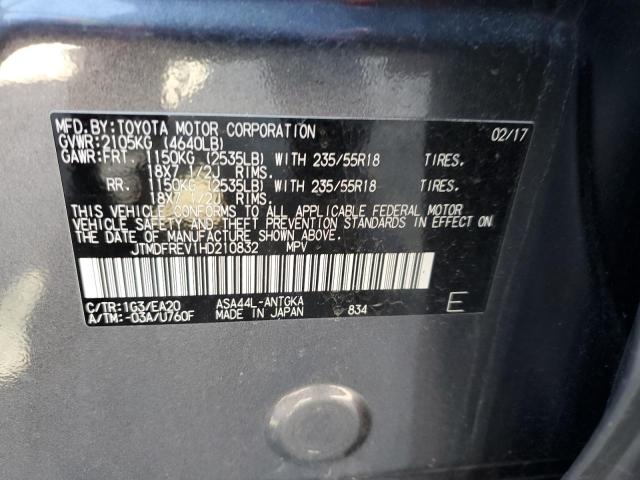 MFD.BY:TOYOTA MOTOR CORPORATION 02/17
GVWR:2105KG (4640LB)
GAWR:FRT. 1150KG (2535LB) WITH 235/55R18 TIRES.
18X7 1/2J RIMS.
RR. 1150KG (2535LB) WITH 235/55R18 TIRES.
18X7 1/2J RIMS.
THIS VEHICLE CONFORMS TO ALL APPLICABLE FEDERAL MOTOR
VEHICLE SAFETY AND THEFT PREVENTION STANDARDS IN EFFECT ON
THE DATE OF MANUFACTURE SHOWN ABOVE.
JTMDFREV1HD210832 MPV
C/TR:1G3/EA20 ASA44L-ANTGKA
A/TM:-03A/U760F MADE IN JAPAN 834 E